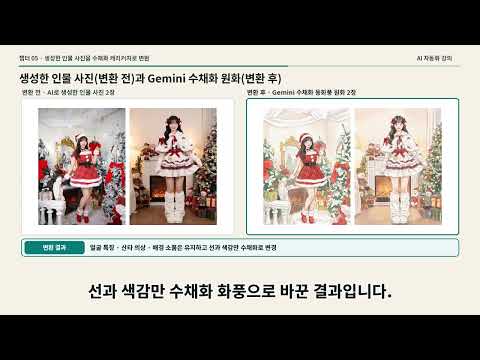 챕터 05 · 생성한 인물 사진을 수채화 캐리커처로 변환
AI 자동화 강의
생성한 인물 사진(변환 전)과 Gemini 수채화 원화(변환 후)
변환 전 · AI로 생성한 인물 사진 2장
변환 후 · Gemini 수채화 동화풍 원화 2장
변환 결과
얼굴 특징 · 산타 의상 · 배경 소품은 유지하고 선과 색감만 수채화로 변경
선과 색감만 수채화 화풍으로 바꾼 결과입니다.